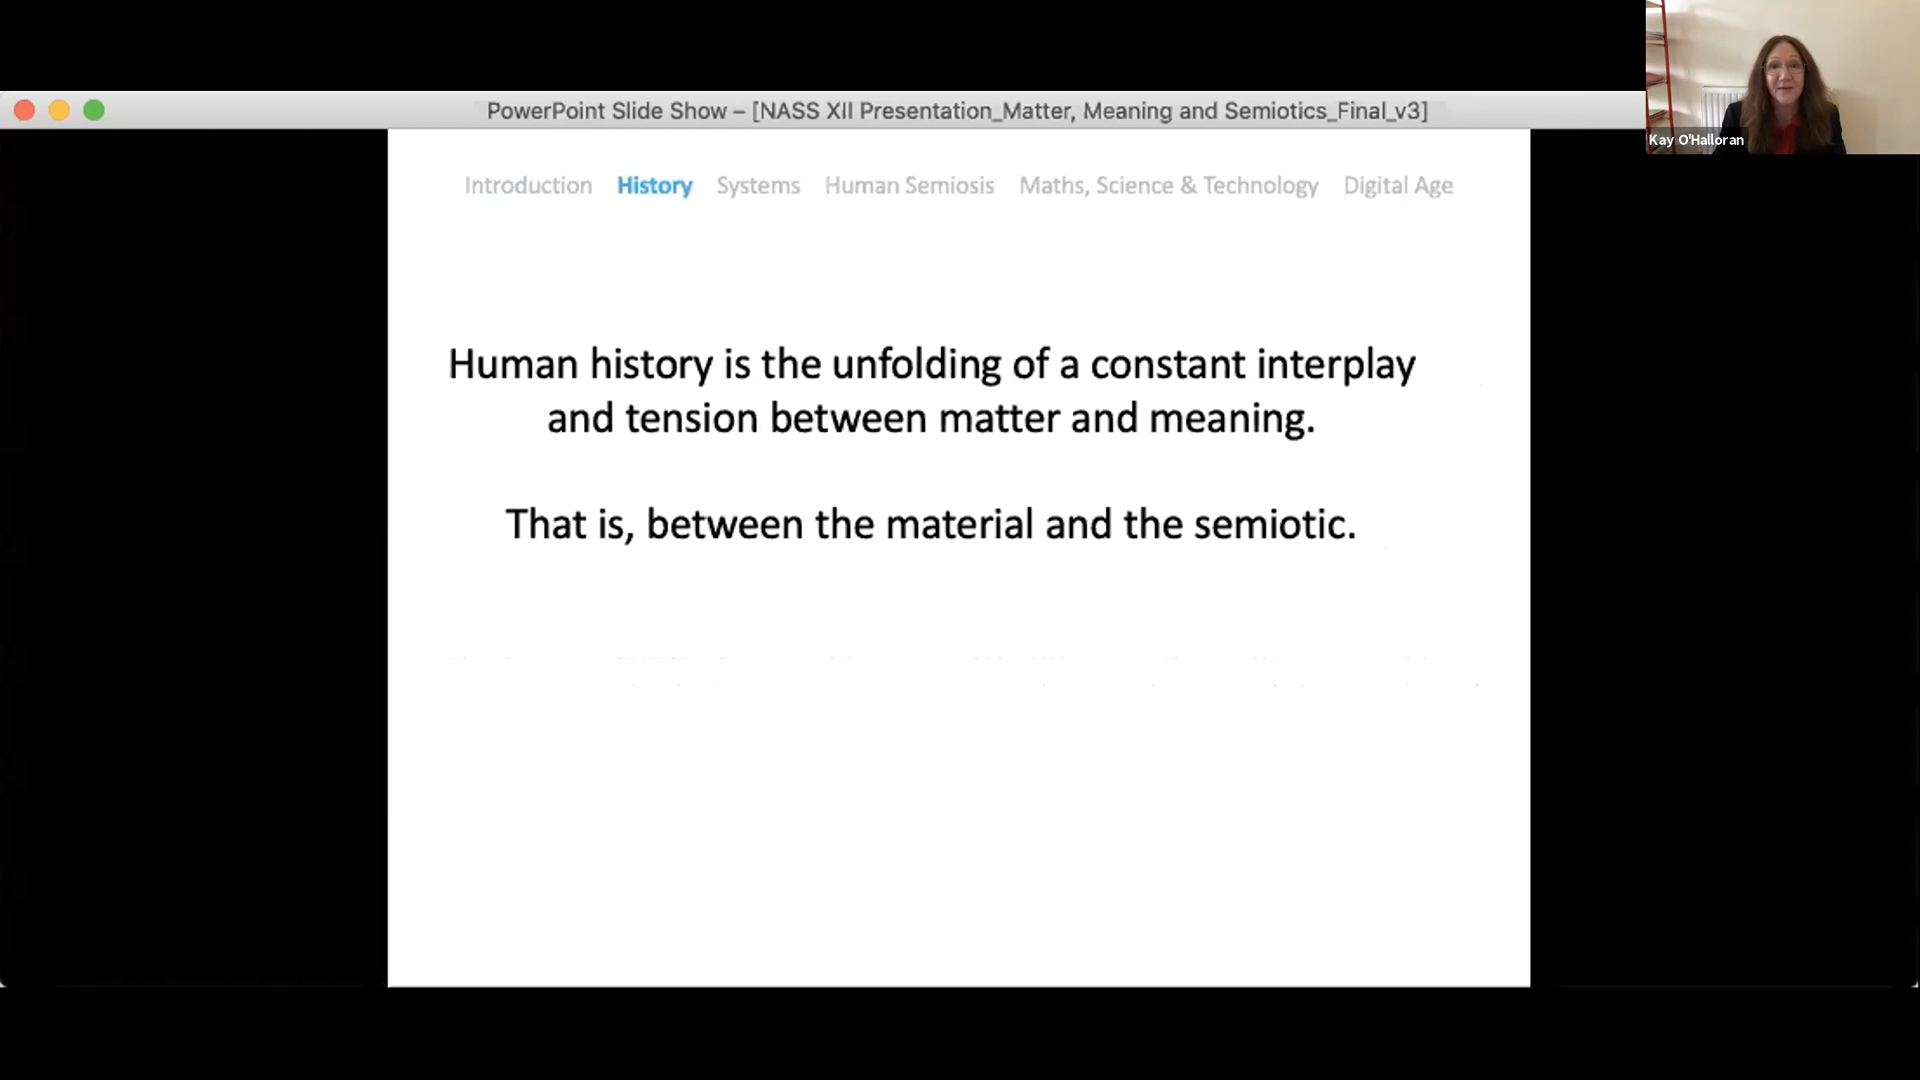 PowerPoint Slide Show – [NASS XII Presentation_Matter, Meaning and Semiotics_Final_v3]
Kay O'Halloran
Introduction History Systems Human Semiosis Maths, Science & Technology Digital Age
Human history is the unfolding of a constant interplay
and tension between matter and meaning.
That is, between the material and the semiotic.